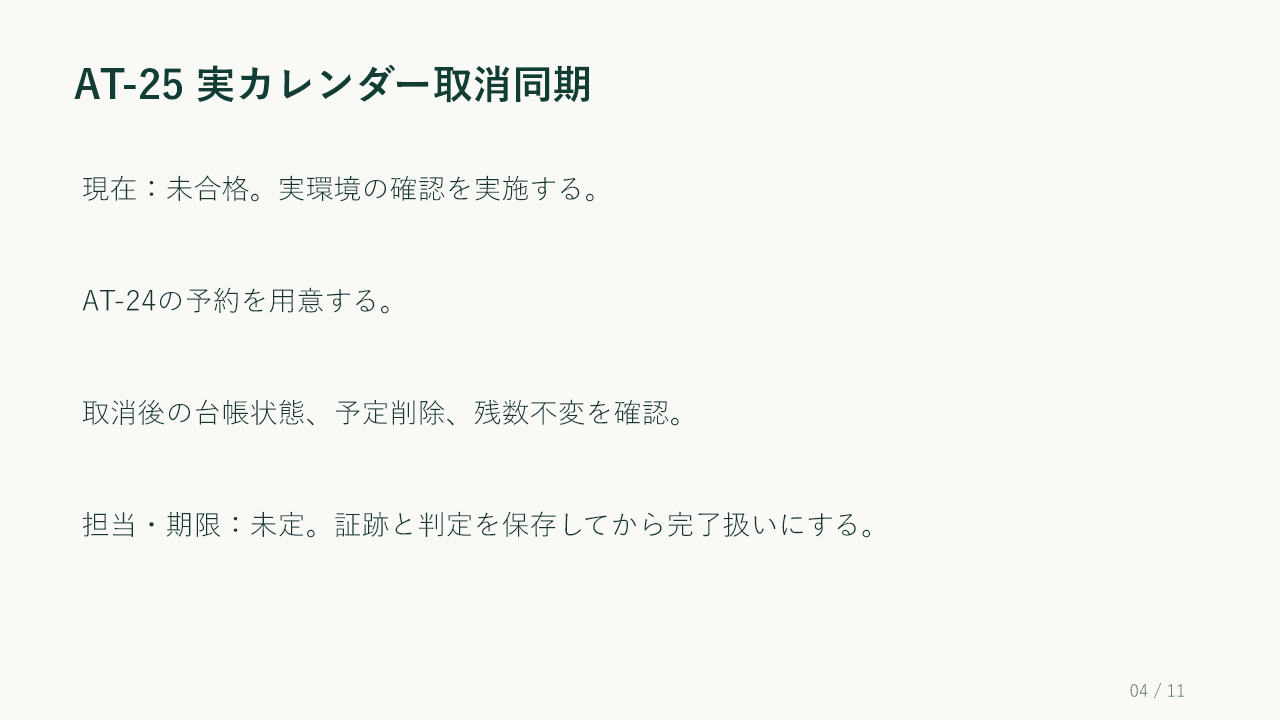 AT-25 実カレンダー取消同期
現在：未合格。実環境の確認を実施する。
AT-24の予約を用意する。
取消後の台帳状態、予定削除、残数不変を確認。
担当・期限：未定。証跡と判定を保存してから完了扱いにする。
04 / 11